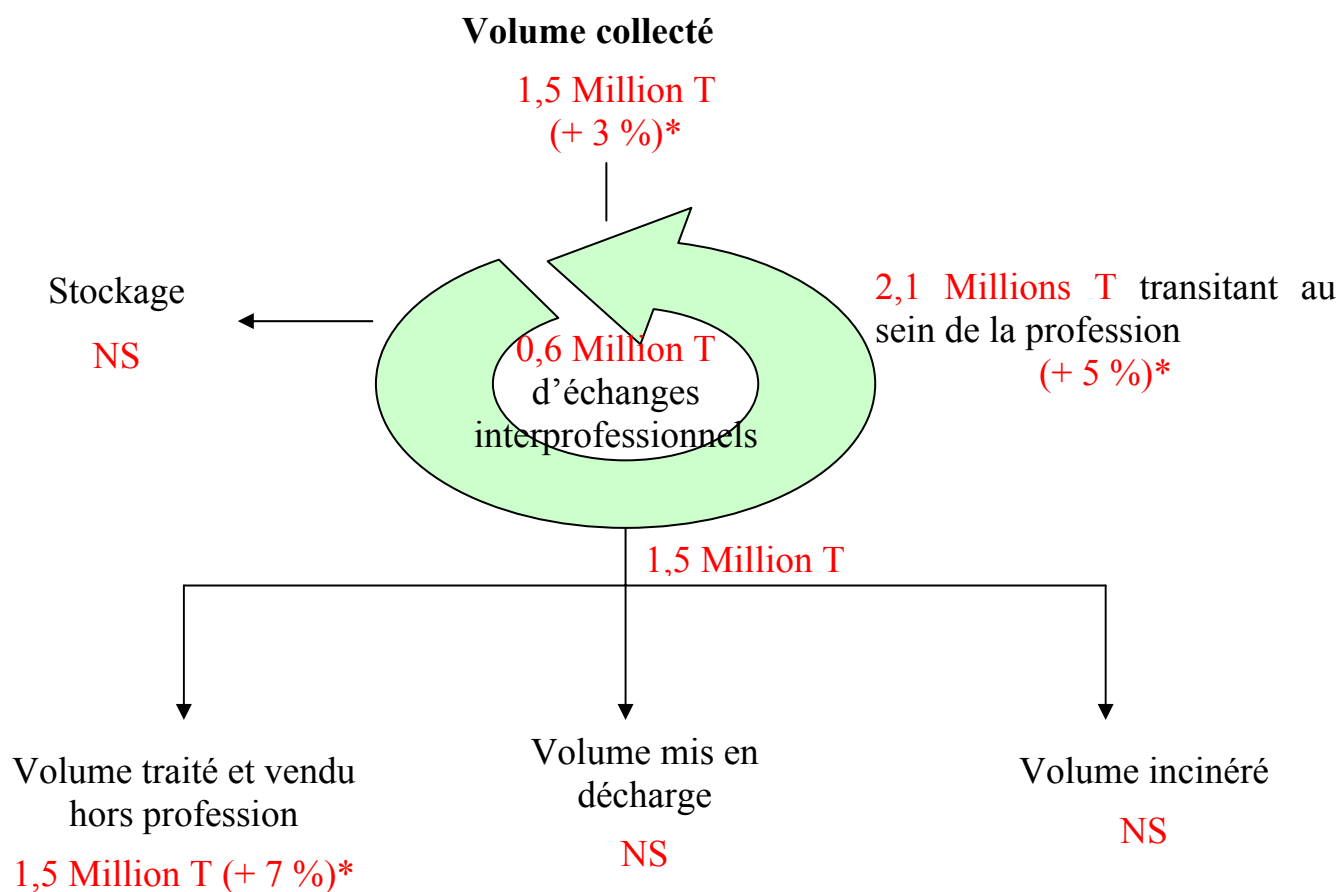 Volume collecté
1,5 Million T
(+ 3 %)*
Stockage
NS
2,1 Millions T transitant au
sein de la profession
(+ 5 %)*
0,6 Million T
d’échanges
interprofessionnels
1,5 Million T
Volume traité et vendu
hors profession
1,5 Million T (+ 7 %)*
Volume mis en
décharge
NS
Volume incinéré
NS